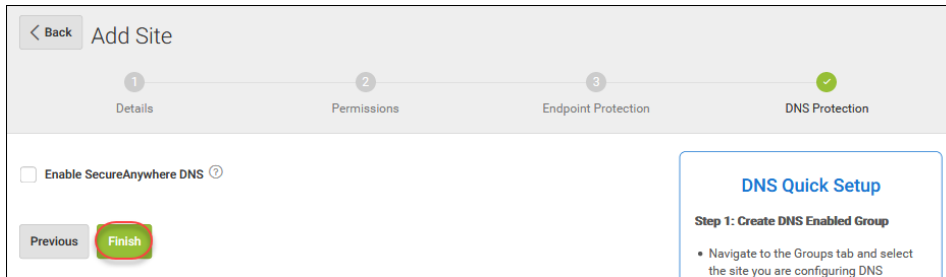 Back
Add Site
1
2
3
Details
Permissions
Endpoint Protection
DNS Protection
Enable SecureAnywhere DNS ?
DNS Quick Setup
Step 1: Create DNS Enabled Group
Previous
Finish
• Navigate to the Groups tab and select
the site you are configuring DNS